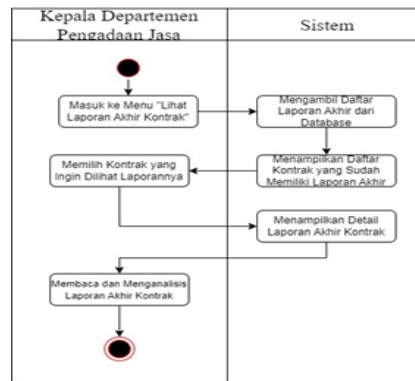 Kepala Departemen
Pengadaan Jasa
Sistem
Masuk ke Menu "Lihat
Laporan Akhir Kontrak"
Mengambil Daftar
Laporan Akhir dari
Database
Memilih Kontrak yang
Ingin Dilihat Laporannya
Menampilkan Daftar
Kontrak yang Sudah
Memiliki Laporan Akhir
Menampilkan Detail
Laporan Akhir Kontrak
Membaca dan Menganalisis
Laporan Akhir Kontrak